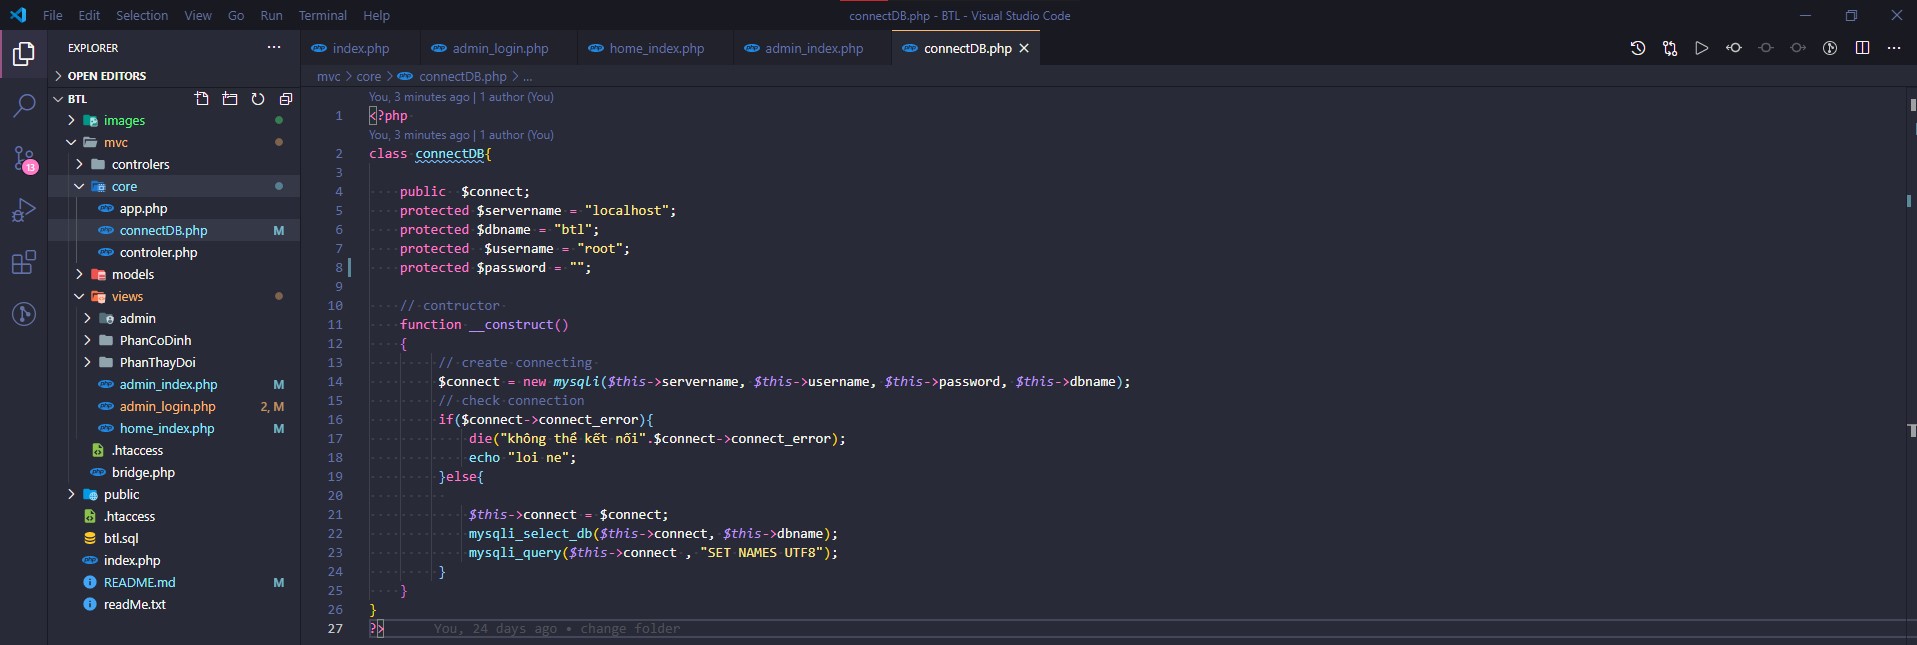 File Edit Selection View Go Run Terminal Help
connectDB.php - BTL - Visual Studio Code
EXPLORER
OPEN EDITORS
BTL
images
mvc
controlers
core
app.php
connectDB.php M
controler.php
models
views
admin
PhanCoDinh
PhanThayDoi
admin_index.php M
admin_login.php 2, M
home_index.php M
.htaccess
bridge.php
public
.htaccess
btl.sql
index.php
README.md M
readMe.txt
13
index.php admin_login.php home_index.php admin_index.php connectDB.php
mvc > core > connectDB.php > ...
You, 3 minutes ago | 1 author (You)
1 <?php
You, 3 minutes ago | 1 author (You)
2 class connectDB{
3
4 public  $connect;
5 protected $servername = "localhost";
6 protected $dbname = "btl";
7 protected  $username = "root";
8 protected $password = "";
9
10 // contructor
11 function __construct()
12 {
13 // create connecting
14 $connect = new mysqli($this->servername, $this->username, $this->password, $this->dbname);
15 // check connection
16 if($connect->connect_error){
17 die("không thể kết nối".$connect->connect_error);
18 echo "loi ne";
19 }else{
20
21 $this->connect = $connect;
22 mysqli_select_db($this->connect, $this->dbname);
23 mysqli_query($this->connect , "SET NAMES UTF8");
24 }
25 }
26 }
27 ?> You, 24 days ago • change folder